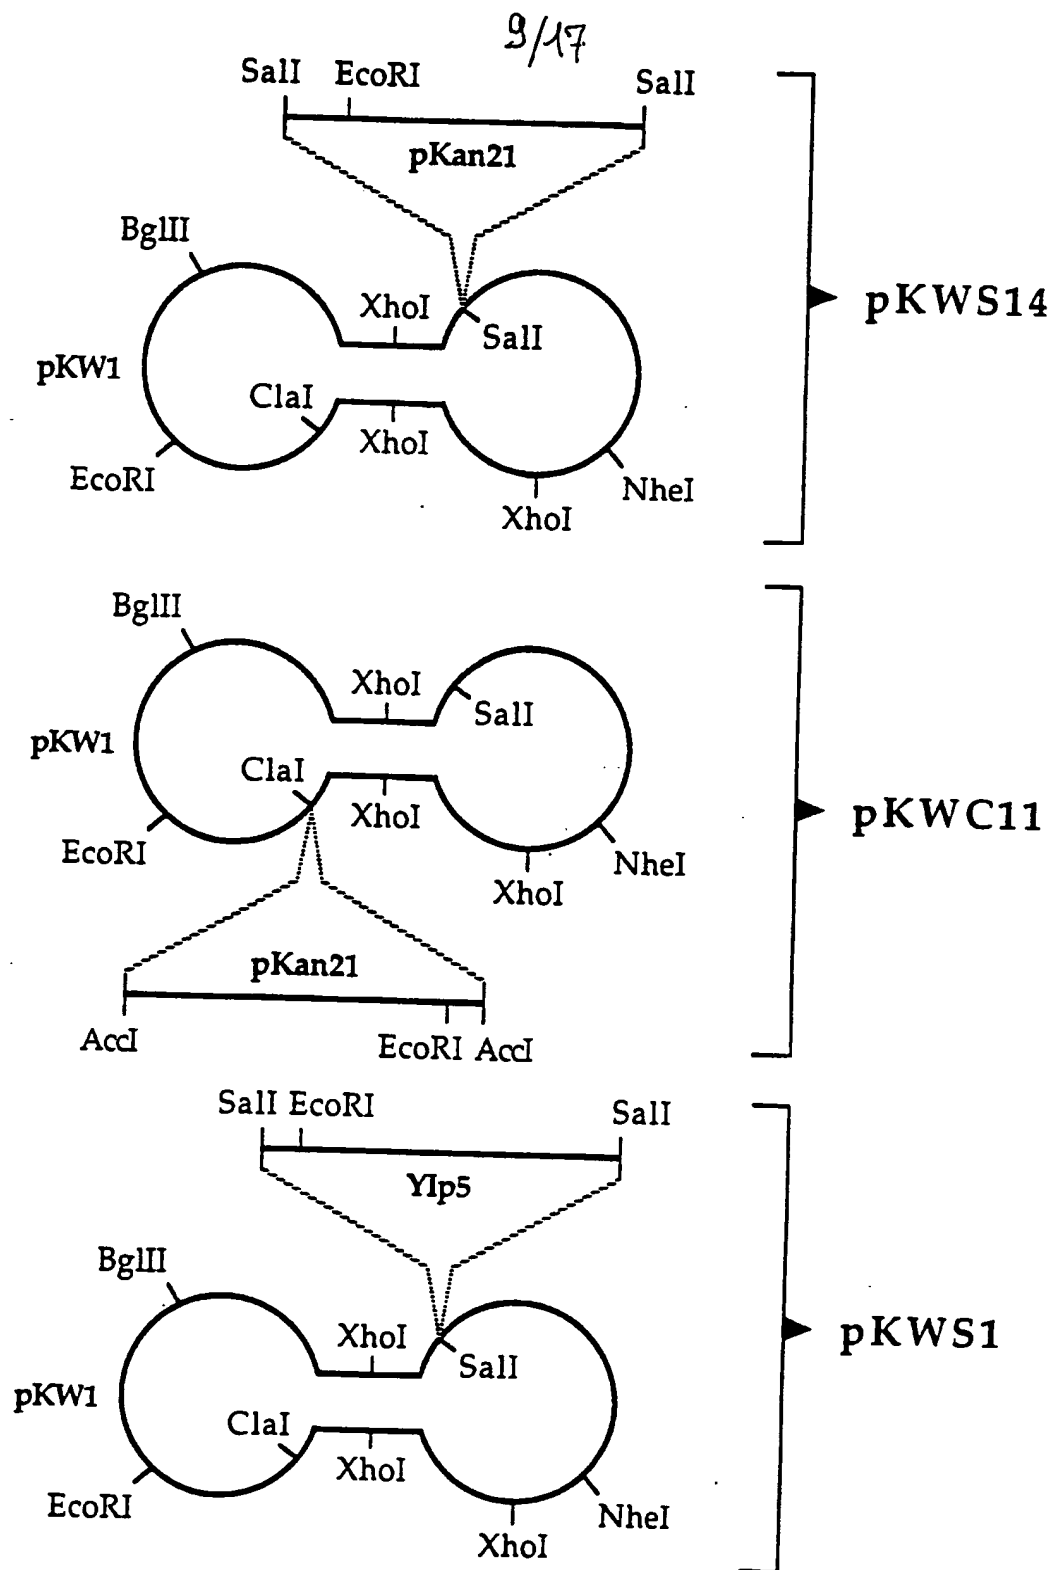 9/17
SalI EcoRI SalI
pKan21
BglII
XhoI
SalI
pKW1
ClaI
XhoI
EcoRI
NheI
XhoI
pKWS14
BglII
XhoI
SalI
pKW1
ClaI
XhoI
EcoRI
NheI
XhoI
pKan21
AccI EcoRI AccI
pKWC11
SalI EcoRI SalI
YIp5
BglII
XhoI
SalI
pKW1
ClaI
XhoI
EcoRI
NheI
XhoI
pKWS1